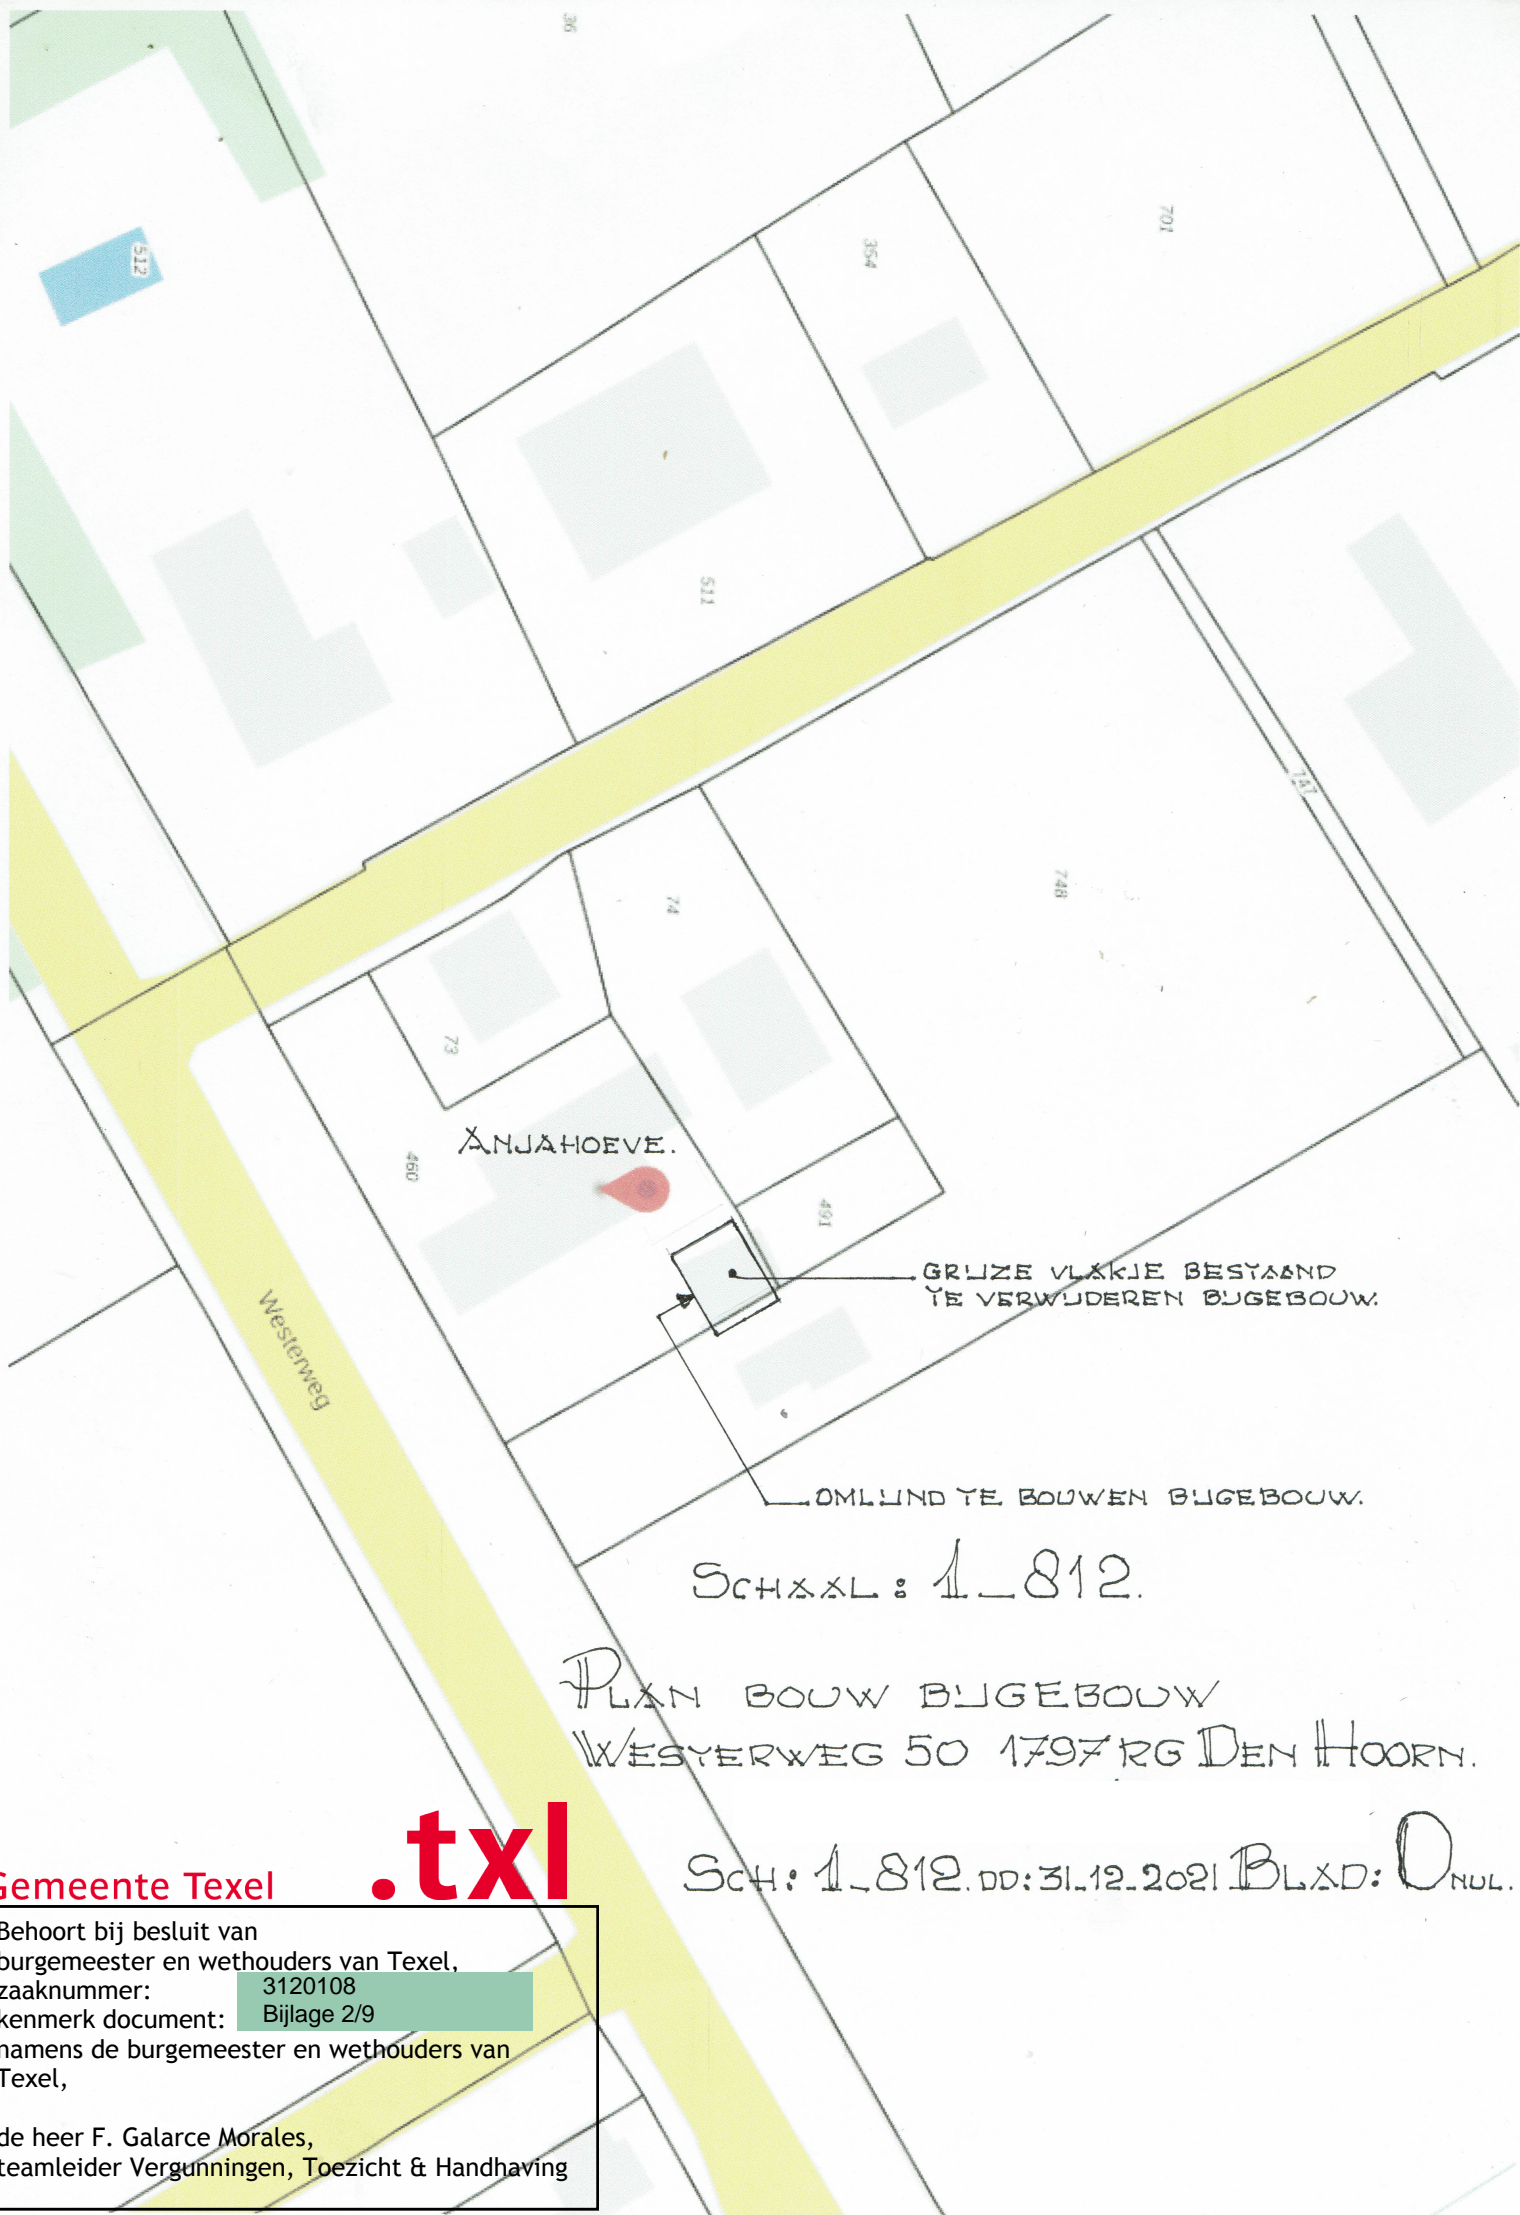 36
701
354
512
511
747
748
74
73
ANJAHOEVE.
460
491
GRIJZE VLAKJE BESTAAND
TE VERWIJDEREN BIJGEBOUW.
Westerweg
OMLIJND TE BOUWEN BIJGEBOUW.
SCHAAL: 1_812.
PLAN BOUW BIJGEBOUW
WESTERWEG 50 1797 RG DEN HOORN.
SCH: 1_812. DD: 31_12_2021 BLAD: O NUL.
Gemeente Texel .txl
Behoort bij besluit van
burgemeester en wethouders van Texel,
zaaknummer: 3120108
kenmerk document: Bijlage 2/9
namens de burgemeester en wethouders van
Texel,
de heer F. Galarce Morales,
teamleider Vergunningen, Toezicht & Handhaving